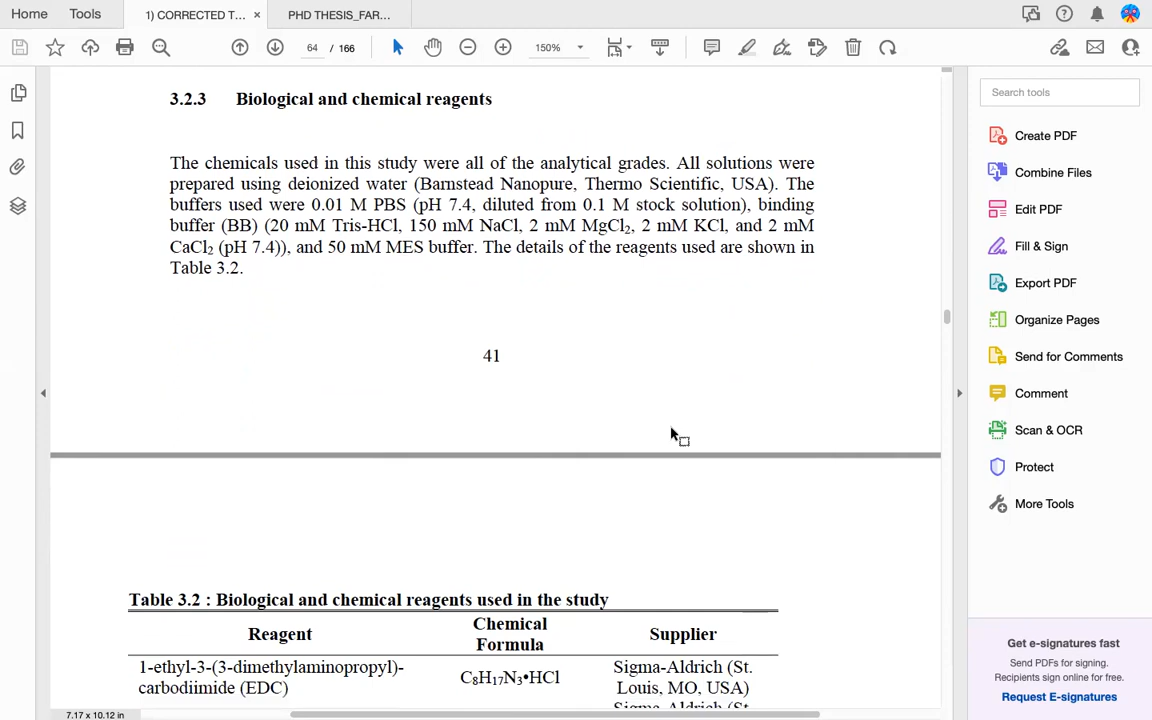 Home Tools 1) CORRECTED T... × PHD THESIS_FAR...
64 / 166 150%
Search tools
Create PDF
Combine Files
Edit PDF
Fill & Sign
Export PDF
Organize Pages
Send for Comments
Comment
Scan & OCR
Protect
More Tools
Get e-signatures fast
Send PDFs for signing.
Recipients sign online for free.
Request E-signatures
3.2.3 Biological and chemical reagents
The chemicals used in this study were all of the analytical grades. All solutions were
prepared using deionized water (Barnstead Nanopure, Thermo Scientific, USA). The
buffers used were 0.01 M PBS (pH 7.4, diluted from 0.1 M stock solution), binding
buffer (BB) (20 mM Tris-HCl, 150 mM NaCl, 2 mM MgCl₂, 2 mM KCl, and 2 mM
CaCl₂ (pH 7.4)), and 50 mM MES buffer. The details of the reagents used are shown in
Table 3.2.
41
Table 3.2 : Biological and chemical reagents used in the study
Reagent Chemical Formula Supplier
1-ethyl-3-(3-dimethylaminopropyl)-
carbodiimide (EDC)
C₈H₁₇N₃•HCl
Sigma-Aldrich (St.
Louis, MO, USA)
Sigma-Aldrich (St.
7.17 x 10.12 in